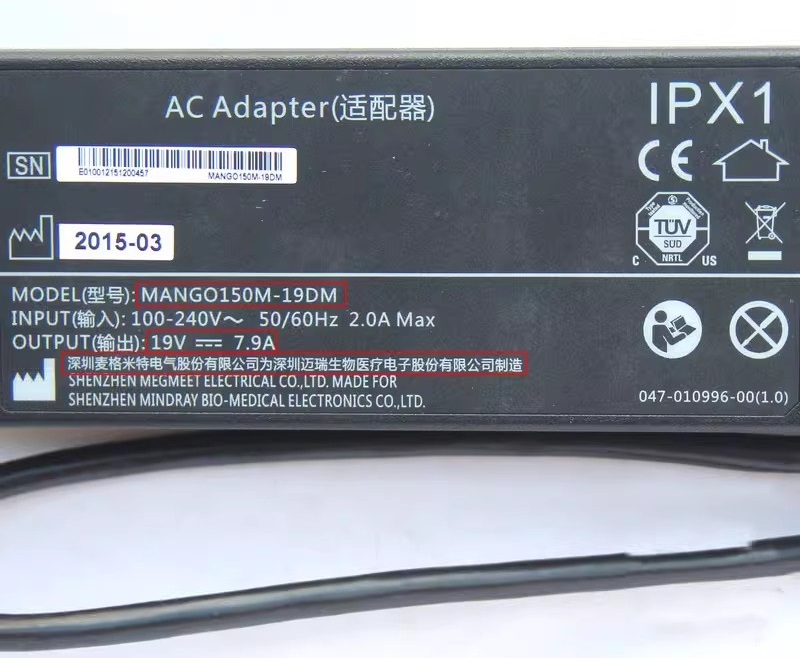 AC Adapter(适配器)
IPX1
SN
E010012151200457 MANGO150M-19DM
CE
2015-03
TÜV
SÜD
NRTL
C US
MODEL(型号): MANGO150M-19DM
INPUT(输入): 100-240V～ 50/60Hz 2.0A Max
OUTPUT(输出): 19V ⎓ 7.9A
深圳麦格米特电气股份有限公司为深圳迈瑞生物医疗电子股份有限公司制造
SHENZHEN MEGMEET ELECTRICAL CO.,LTD. MADE FOR
SHENZHEN MINDRAY BIO-MEDICAL ELECTRONICS CO.,LTD.
047-010996-00(1.0)